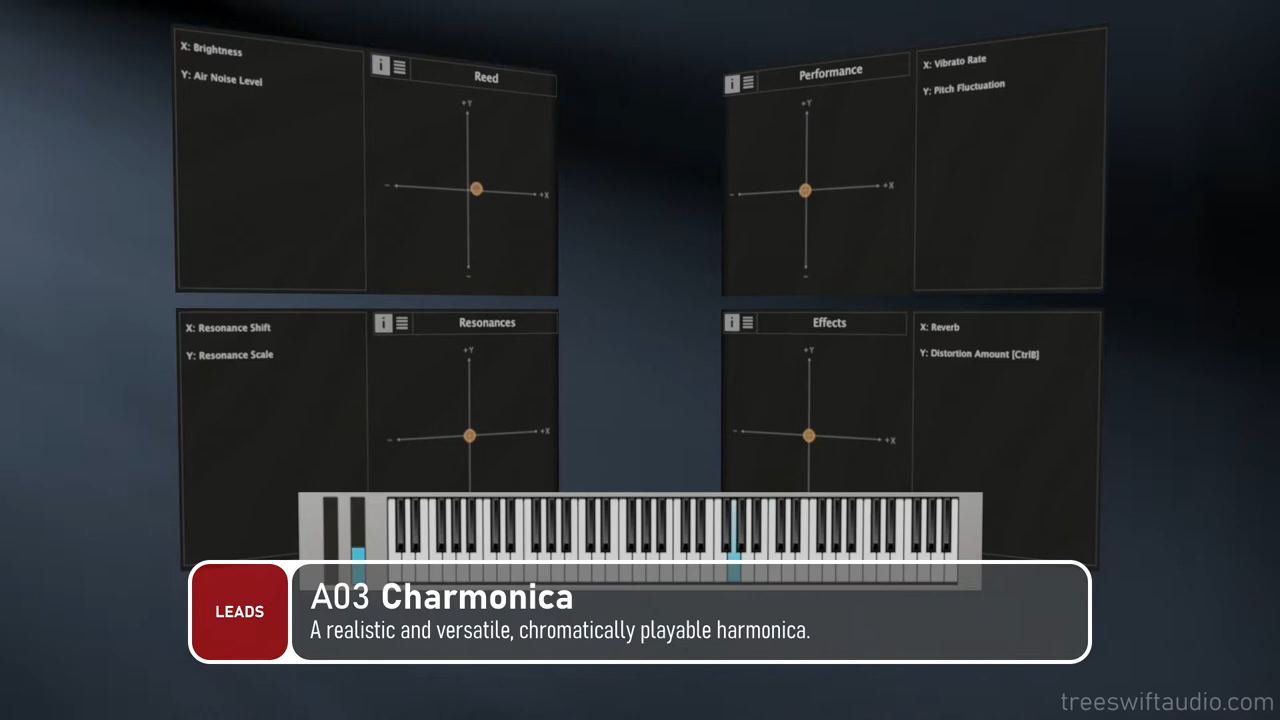 X: Brightness
Y: Air Noise Level
i
Reed
+Y
-
+X
-
i
Performance
+Y
-
+X
-
X: Vibrato Rate
Y: Pitch Fluctuation
X: Resonance Shift
Y: Resonance Scale
i
Resonances
+Y
-
+X
i
Effects
+Y
-
+X
X: Reverb
Y: Distortion Amount [CtrlB]
LEADS
A03 Charmonica
A realistic and versatile, chromatically playable harmonica.
treeswiftaudio.com